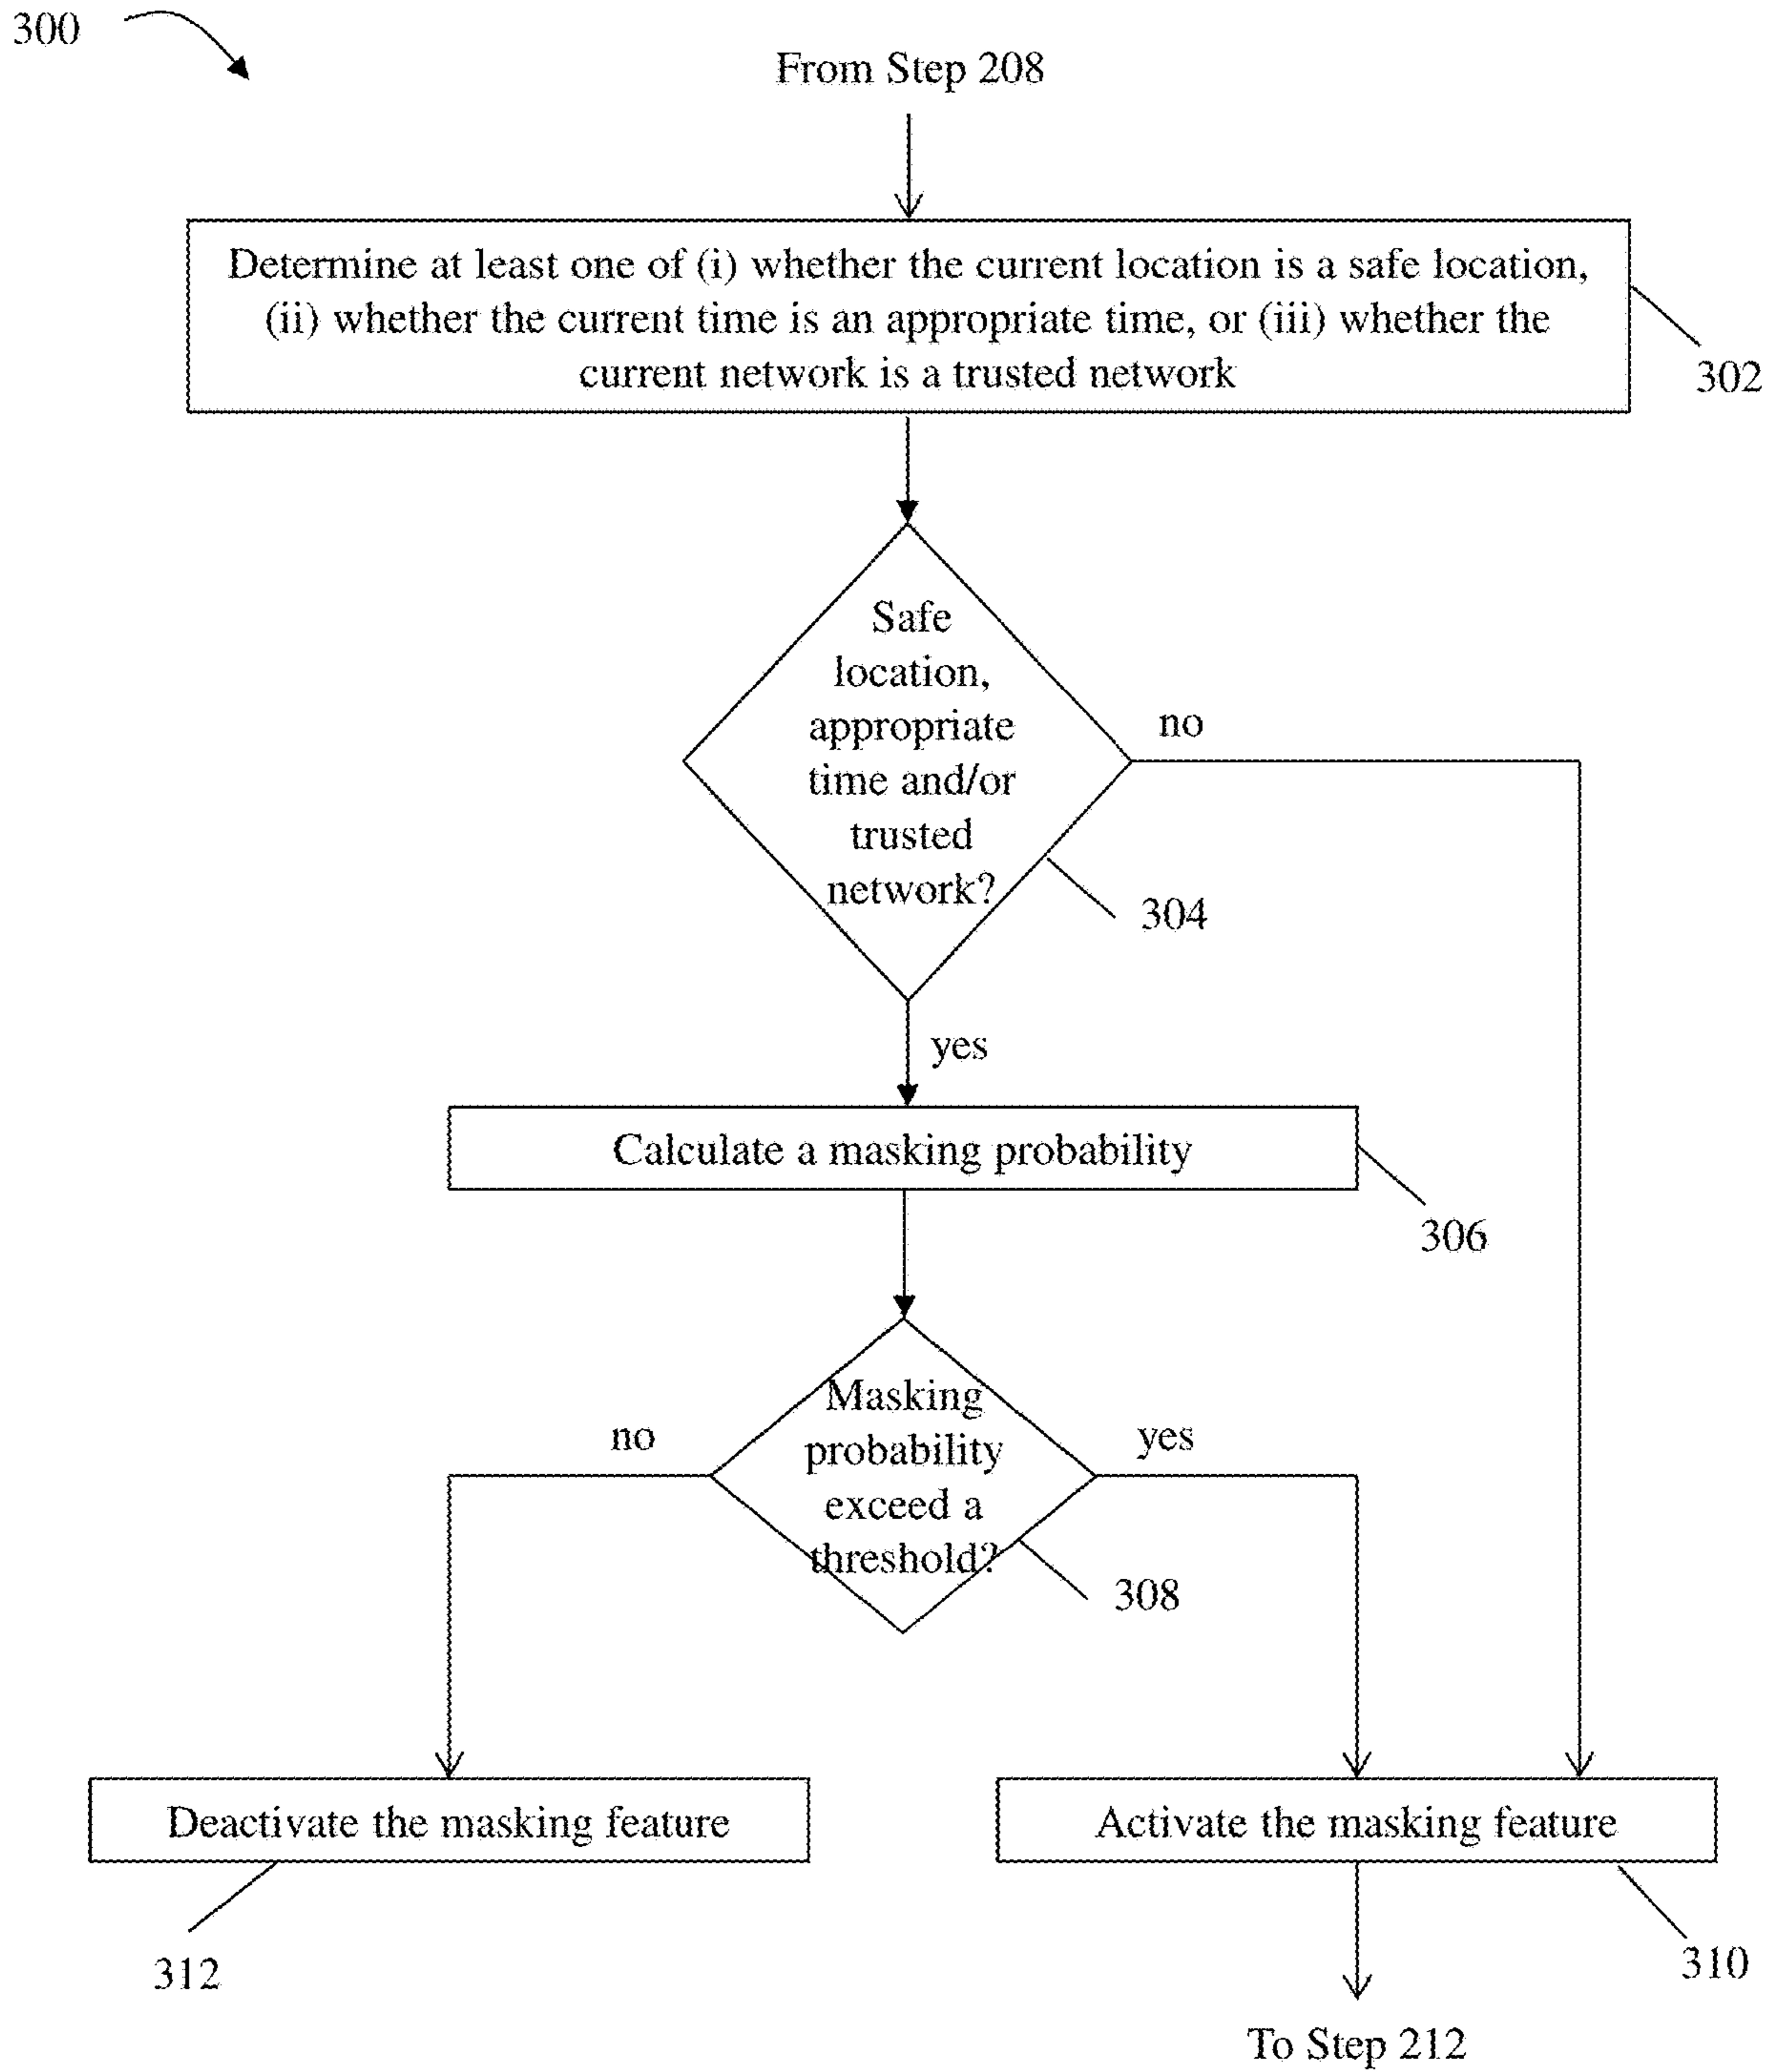 300
From Step 208
Determine at least one of (i) whether the current location is a safe location,
(ii) whether the current time is an appropriate time, or (iii) whether the
current network is a trusted network
302
Safe
location,
appropriate
time and/or
trusted
network?
no
304
yes
Calculate a masking probability
306
Masking
probability
exceed a
threshold?
no
yes
308
Deactivate the masking feature
Activate the masking feature
312
310
To Step 212